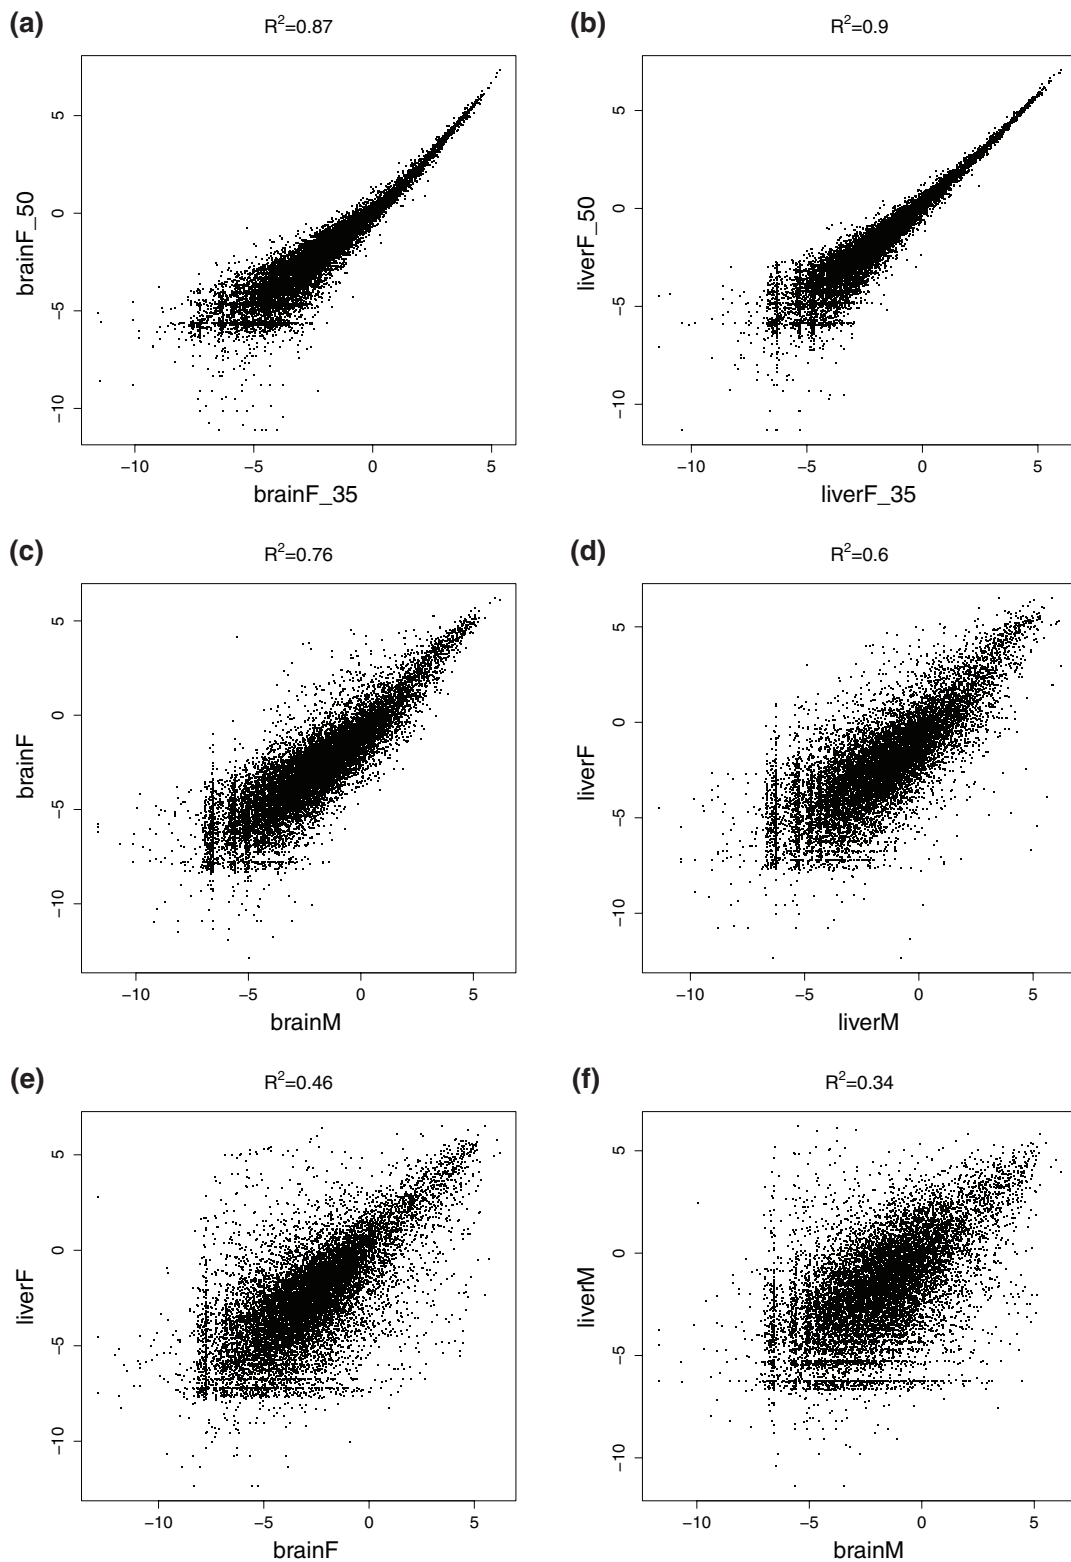 (a)
R²=0.87
brainF_50
5
0
−5
−10
−10 −5 0 5
brainF_35
(b)
R²=0.9
liverF_50
5
0
−5
−10
−10 −5 0 5
liverF_35
(c)
R²=0.76
brainF
5
0
−5
−10
−10 −5 0 5
brainM
(d)
R²=0.6
liverF
5
0
−5
−10
−10 −5 0 5
liverM
(e)
R²=0.46
liverF
5
0
−5
−10
−10 −5 0 5
brainF
(f)
R²=0.34
liverM
5
0
−5
−10
−10 −5 0 5
brainM